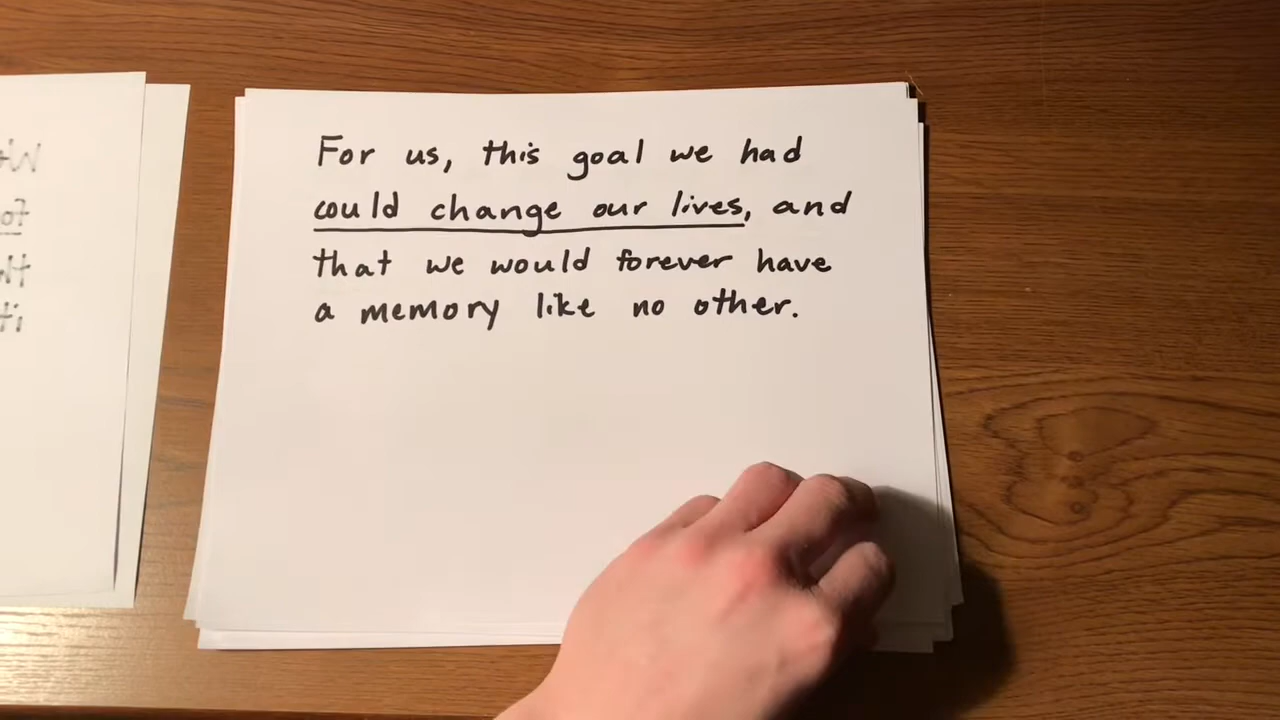 For us, this goal we had
could change our lives, and
that we would forever have
a memory like no other.